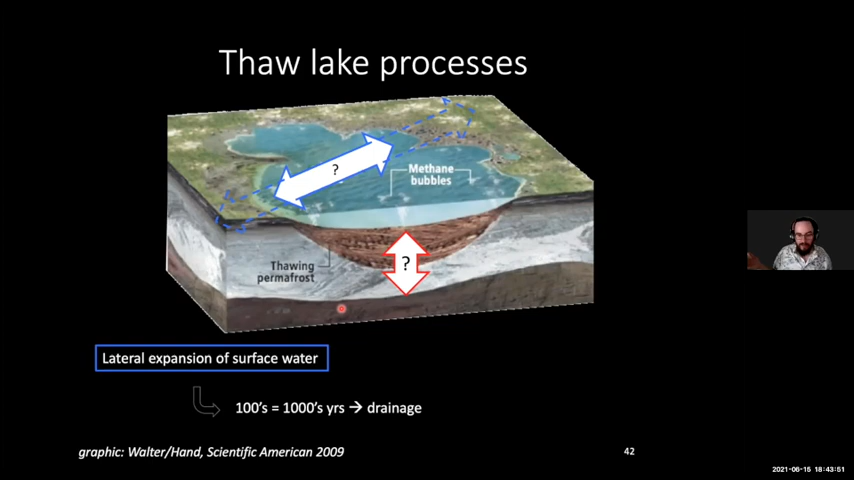 Thaw lake processes
?
Methane
bubbles
?
Thawing
permafrost
Lateral expansion of surface water
100's = 1000's yrs → drainage
graphic: Walter/Hand, Scientific American 2009
42
2021-06-15 18:43:51